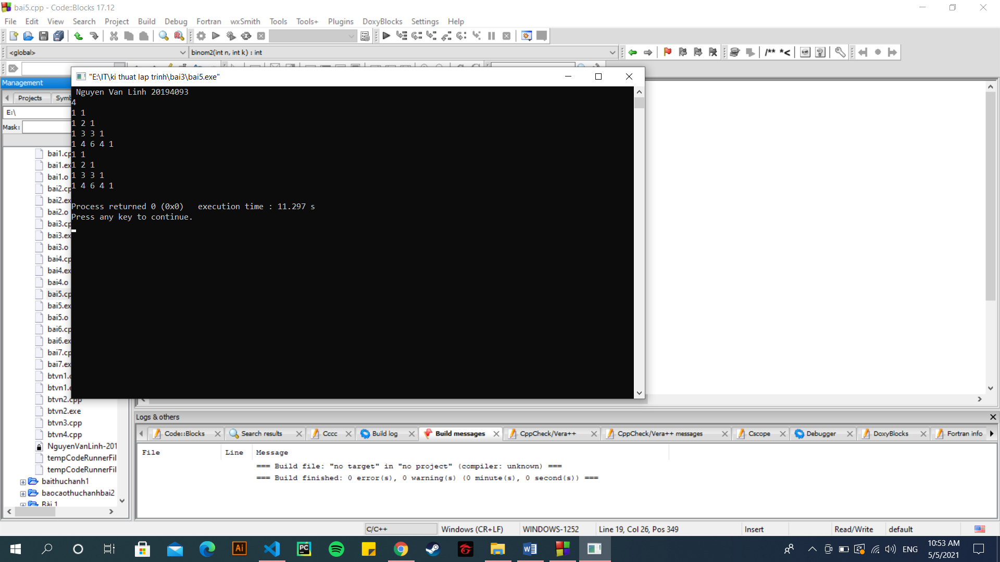 bai5.cpp - Code::Blocks 17.12
File Edit View Search Project Build Debug Fortran wxSmith Tools Tools+ Plugins DoxyBlocks Settings Help
<global> binom2(int n, int k) : int
/** *<
"E:\IT\ki thuat lap trinh\bai3\bai5.exe"
Management
Projects Symb
E:\
Mask:
Nguyen Van Linh 20194093
4
1 1
1 2 1
1 3 3 1
1 4 6 4 1
1 1
1 2 1
1 3 3 1
1 4 6 4 1
Process returned 0 (0x0)   execution time : 11.297 s
Press any key to continue.
bai1.cp
bai1.ex
bai1.o
bai2.cp
bai2.ex
bai2.o
bai3.cp
bai3.ex
bai3.o
bai4.cp
bai4.ex
bai4.o
bai5.cp
bai5.ex
bai5.o
bai6.cp
bai6.ex
bai7.cp
bai7.ex
btvn1.c
btvn1.e
btvn2.cpp
btvn2.exe
btvn3.cpp
btvn4.cpp
NguyenVanLinh-201
tempCodeRunnerFil
tempCodeRunnerFil
baithuchanh1
baocaothuchanhbai2
Bài 1
Logs & others
Code::Blocks Search results Cccc Build log Build messages CppCheck/Vera++ CppCheck/Vera++ messages Cscope Debugger DoxyBlocks Fortran info
File Line Message
=== Build file: "no target" in "no project" (compiler: unknown) ===
=== Build finished: 0 error(s), 0 warning(s) (0 minute(s), 0 second(s)) ===
C/C++ Windows (CR+LF) WINDOWS-1252 Line 19, Col 26, Pos 349 Insert Read/Write default
Ai
PC
W
ENG
10:53 AM
5/5/2021